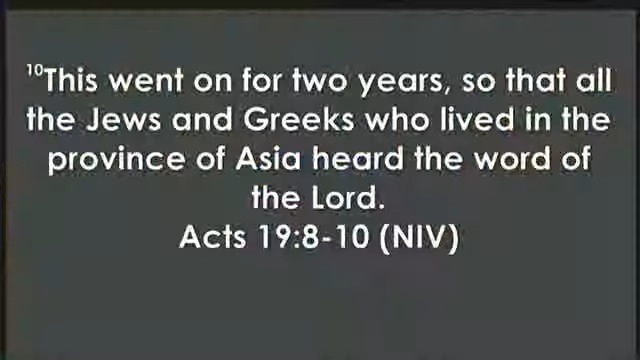 ¹⁰This went on for two years, so that all
the Jews and Greeks who lived in the
province of Asia heard the word of
the Lord.
Acts 19:8-10 (NIV)